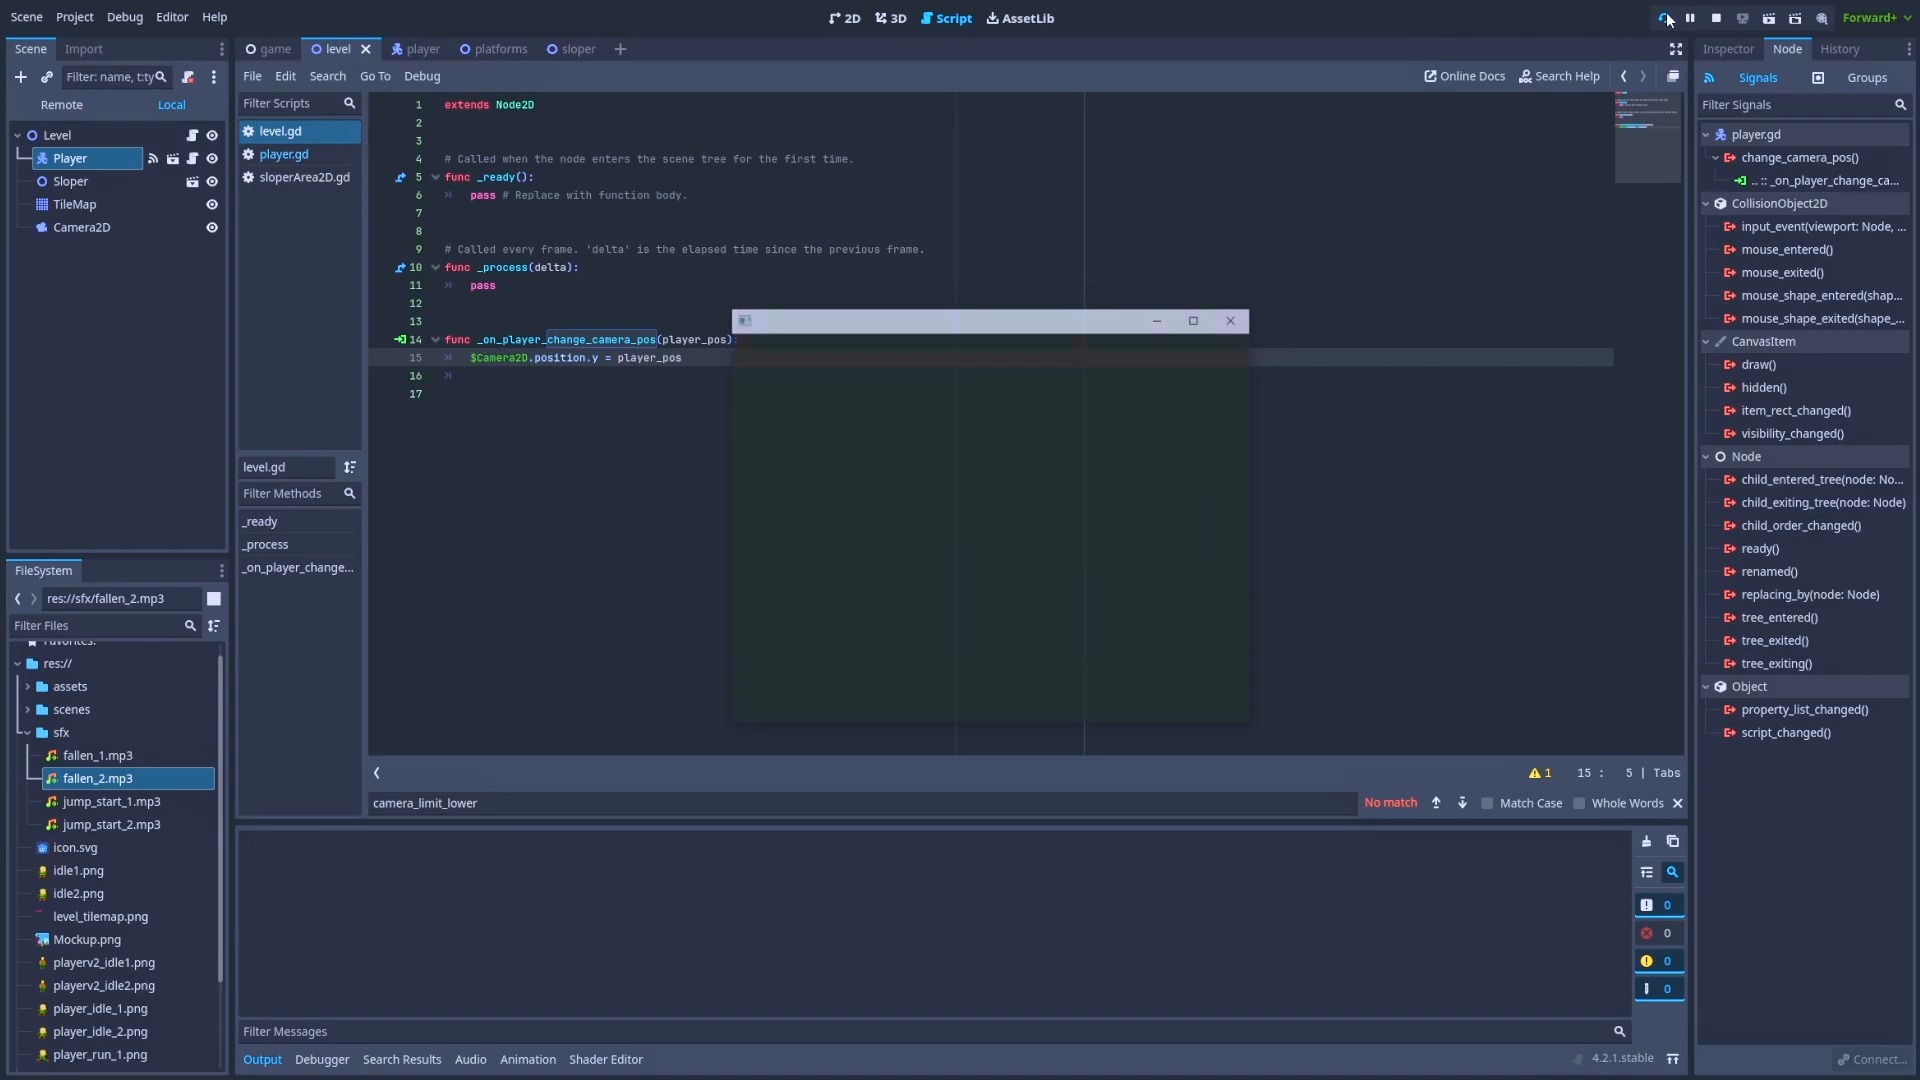 Scene Project Debug Editor Help
2D 3D Script AssetLib
Forward+
Scene Import
game level player platforms sloper
Inspector Node History
Filter: name, t:ty
File Edit Search Go To Debug
Online Docs Search Help
Signals Groups
Remote Local
Filter Scripts
Filter Signals
Level
Player
Sloper
TileMap
Camera2D
level.gd
player.gd
sloperArea2D.gd
1 extends Node2D
2
3
4 # Called when the node enters the scene tree for the first time.
5 func _ready():
6 pass # Replace with function body.
7
8
9 # Called every frame. 'delta' is the elapsed time since the previous frame.
10 func _process(delta):
11 pass
12
13
14 func _on_player_change_camera_pos(player_pos):
15 $Camera2D.position.y = player_pos
16
17
level.gd
Filter Methods
_ready
_process
_on_player_change...
player.gd
change_camera_pos()
.. :: _on_player_change_ca...
CollisionObject2D
input_event(viewport: Node, ...
mouse_entered()
mouse_exited()
mouse_shape_entered(shap...
mouse_shape_exited(shape_...
CanvasItem
draw()
hidden()
item_rect_changed()
visibility_changed()
Node
child_entered_tree(node: No...
child_exiting_tree(node: Node)
child_order_changed()
ready()
renamed()
replacing_by(node: Node)
tree_entered()
tree_exited()
tree_exiting()
Object
property_list_changed()
script_changed()
FileSystem
res://sfx/fallen_2.mp3
Filter Files
Favorites:
res://
assets
scenes
sfx
fallen_1.mp3
fallen_2.mp3
jump_start_1.mp3
jump_start_2.mp3
icon.svg
idle1.png
idle2.png
level_tilemap.png
Mockup.png
playerv2_idle1.png
playerv2_idle2.png
player_idle_1.png
player_idle_2.png
player_run_1.png
1 15 : 5 | Tabs
camera_limit_lower
No match Match Case Whole Words
0
0
0
0
Filter Messages
Output Debugger Search Results Audio Animation Shader Editor
4.2.1.stable
Connect...